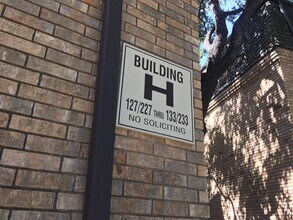 BUILDING
H
127/227 THRU 133/233
NO SOLICITING